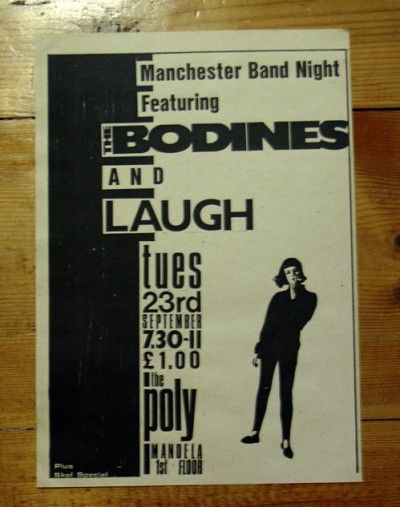 Manchester Band Night
Featuring
THE BODINES
AND
LAUGH
tues
23rd
SEPTEMBER
7.30-11
£1.00
the
poly
MANDELA
1st FLOOR
Plus
Skol Special